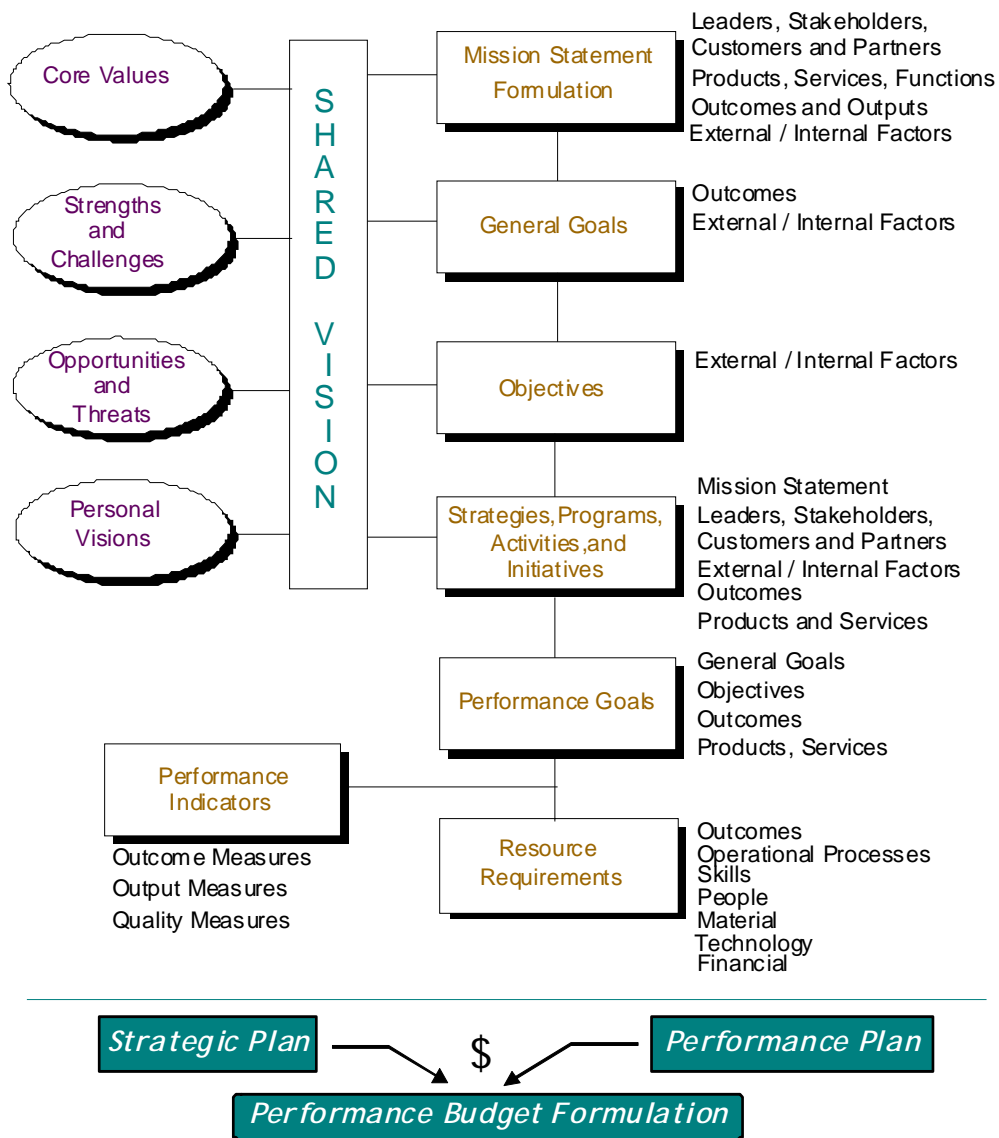 Core Values
Strengths
and
Challenges
Opportunities
and
Threats
Personal
Visions
SHARED VISION
Mission Statement
Formulation
Leaders, Stakeholders,
Customers and Partners
Products, Services, Functions
Outcomes and Outputs
External / Internal Factors
General Goals
Outcomes
External / Internal Factors
Objectives
External / Internal Factors
Strategies,Programs,
Activities,and
Initiatives
Mission Statement
Leaders, Stakeholders,
Customers and Partners
External / Internal Factors
Outcomes
Products and Services
Performance Goals
General Goals
Objectives
Outcomes
Products, Services
Performance
Indicators
Outcome Measures
Output Measures
Quality Measures
Resource
Requirements
Outcomes
Operational Processes
Skills
People
Material
Technology
Financial
Strategic Plan
$
Performance Plan
Performance Budget Formulation